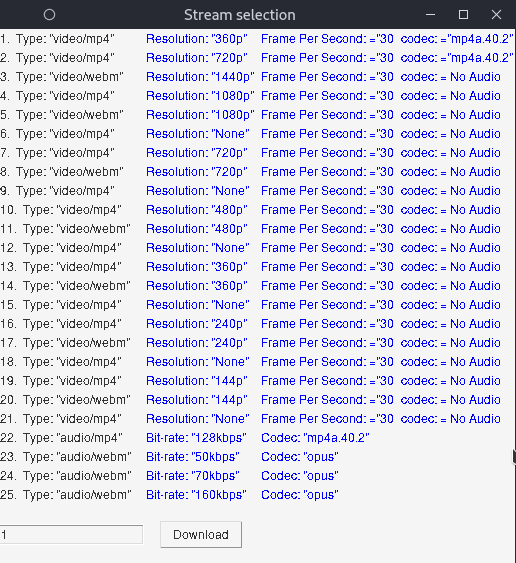 Stream selection
1. Type: "video/mp4" Resolution: "360p" Frame Per Second: ="30 codec: ="mp4a.40.2"
2. Type: "video/mp4" Resolution: "720p" Frame Per Second: ="30 codec: ="mp4a.40.2"
3. Type: "video/webm" Resolution: "1440p" Frame Per Second: ="30 codec: = No Audio
4. Type: "video/mp4" Resolution: "1080p" Frame Per Second: ="30 codec: = No Audio
5. Type: "video/webm" Resolution: "1080p" Frame Per Second: ="30 codec: = No Audio
6. Type: "video/mp4" Resolution: "None" Frame Per Second: ="30 codec: = No Audio
7. Type: "video/mp4" Resolution: "720p" Frame Per Second: ="30 codec: = No Audio
8. Type: "video/webm" Resolution: "720p" Frame Per Second: ="30 codec: = No Audio
9. Type: "video/mp4" Resolution: "None" Frame Per Second: ="30 codec: = No Audio
10. Type: "video/mp4" Resolution: "480p" Frame Per Second: ="30 codec: = No Audio
11. Type: "video/webm" Resolution: "480p" Frame Per Second: ="30 codec: = No Audio
12. Type: "video/mp4" Resolution: "None" Frame Per Second: ="30 codec: = No Audio
13. Type: "video/mp4" Resolution: "360p" Frame Per Second: ="30 codec: = No Audio
14. Type: "video/webm" Resolution: "360p" Frame Per Second: ="30 codec: = No Audio
15. Type: "video/mp4" Resolution: "None" Frame Per Second: ="30 codec: = No Audio
16. Type: "video/mp4" Resolution: "240p" Frame Per Second: ="30 codec: = No Audio
17. Type: "video/webm" Resolution: "240p" Frame Per Second: ="30 codec: = No Audio
18. Type: "video/mp4" Resolution: "None" Frame Per Second: ="30 codec: = No Audio
19. Type: "video/mp4" Resolution: "144p" Frame Per Second: ="30 codec: = No Audio
20. Type: "video/webm" Resolution: "144p" Frame Per Second: ="30 codec: = No Audio
21. Type: "video/mp4" Resolution: "None" Frame Per Second: ="30 codec: = No Audio
22. Type: "audio/mp4" Bit-rate: "128kbps" Codec: "mp4a.40.2"
23. Type: "audio/webm" Bit-rate: "50kbps" Codec: "opus"
24. Type: "audio/webm" Bit-rate: "70kbps" Codec: "opus"
25. Type: "audio/webm" Bit-rate: "160kbps" Codec: "opus"
1 Download